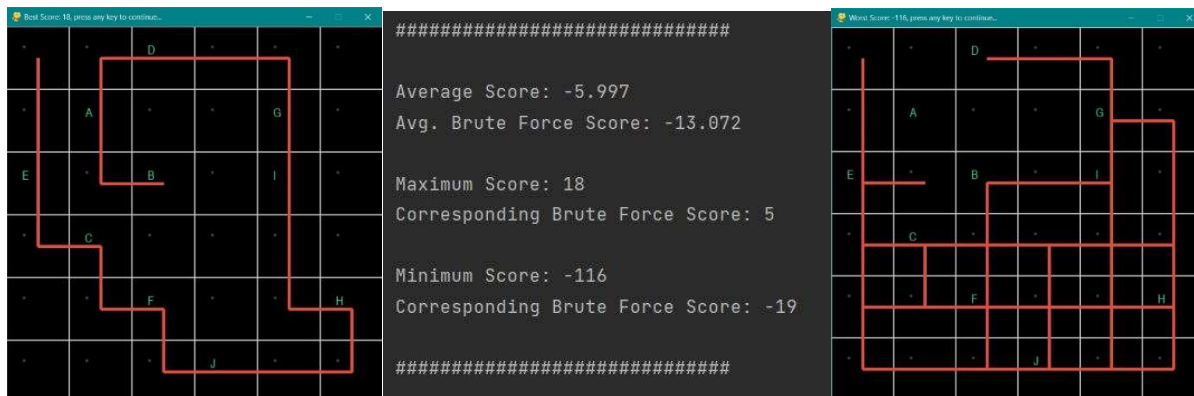 Best Score: 18, press any key to continue...
D
A G
E B I
C
F H
J
##############################
Average Score: -5.997
Avg. Brute Force Score: -13.072
Maximum Score: 18
Corresponding Brute Force Score: 5
Minimum Score: -116
Corresponding Brute Force Score: -19
##############################
Worst Score: -116, press any key to continue...
D
A G
E B I
C
F H
J